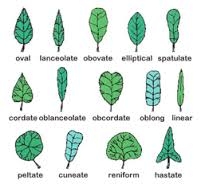 oval lanceolate obovate elliptical spatulate
cordate oblanceolate obcordate oblong linear
peltate cuneate reniform hastate